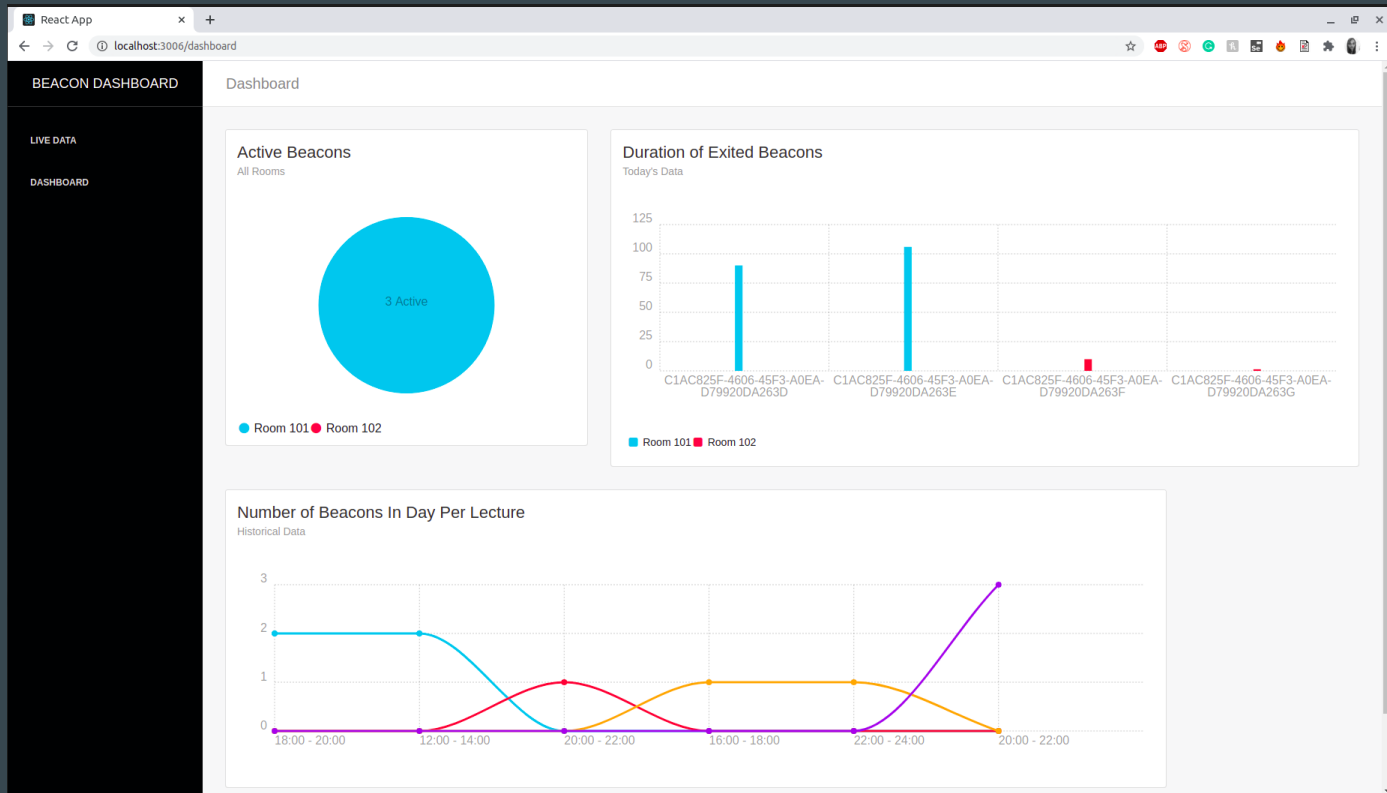 React App
localhost:3006/dashboard
ABP
Se
BEACON DASHBOARD
Dashboard
LIVE DATA
DASHBOARD
Active Beacons
All Rooms
3 Active
Room 101 Room 102
Duration of Exited Beacons
Today's Data
125
100
75
50
25
0
C1AC825F-4606-45F3-A0EA-
D79920DA263D
C1AC825F-4606-45F3-A0EA-
D79920DA263E
C1AC825F-4606-45F3-A0EA-
D79920DA263F
C1AC825F-4606-45F3-A0EA-
D79920DA263G
Room 101 Room 102
Number of Beacons In Day Per Lecture
Historical Data
3
2
1
0
18:00 - 20:00 12:00 - 14:00 20:00 - 22:00 16:00 - 18:00 22:00 - 24:00 20:00 - 22:00